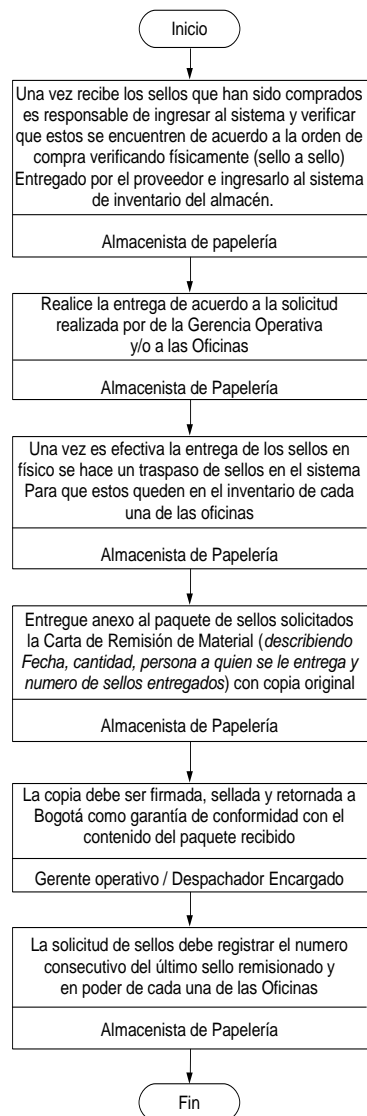 Inicio
Una vez recibe los sellos que han sido comprados
es responsable de ingresar al sistema y verificar
que estos se encuentren de acuerdo a la orden de
compra verificando físicamente (sello a sello)
Entregado por el proveedor e ingresarlo al sistema
de inventario del almacén.
Almacenista de papelería
Realice la entrega de acuerdo a la solicitud
realizada por de la Gerencia Operativa
y/o a las Oficinas
Almacenista de Papelería
Una vez es efectiva la entrega de los sellos en
físico se hace un traspaso de sellos en el sistema
Para que estos queden en el inventario de cada
una de las oficinas
Almacenista de Papelería
Entregue anexo al paquete de sellos solicitados
la Carta de Remisión de Material (describiendo
Fecha, cantidad, persona a quien se le entrega y
numero de sellos entregados) con copia original
Almacenista de Papelería
La copia debe ser firmada, sellada y retornada a
Bogotá como garantía de conformidad con el
contenido del paquete recibido
Gerente operativo / Despachador Encargado
La solicitud de sellos debe registrar el numero
consecutivo del último sello remisionado y
en poder de cada una de las Oficinas
Almacenista de Papelería
Fin